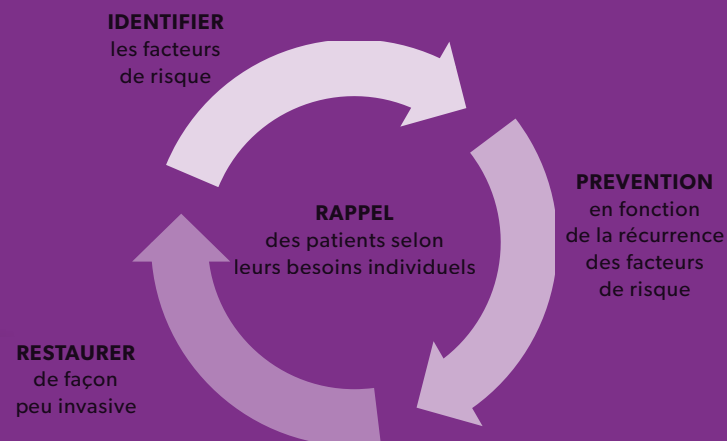 IDENTIFIER
les facteurs
de risque
PREVENTION
en fonction
de la récurrence
des facteurs
de risque
RAPPEL
des patients selon
leurs besoins individuels
RESTAURER
de façon
peu invasive